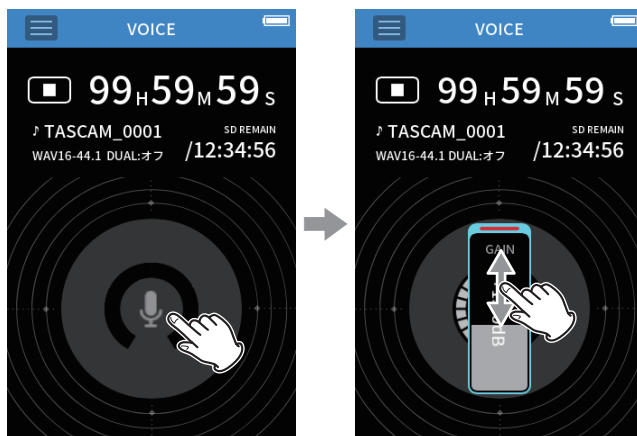 VOICE
99H59M59S
♪ TASCAM_0001
SD REMAIN
WAV16-44.1 DUAL:オフ
/12:34:56
VOICE
99H59M59S
♪ TASCAM_0001
SD REMAIN
WAV16-44.1 DUAL:オフ
/12:34:56
GAIN